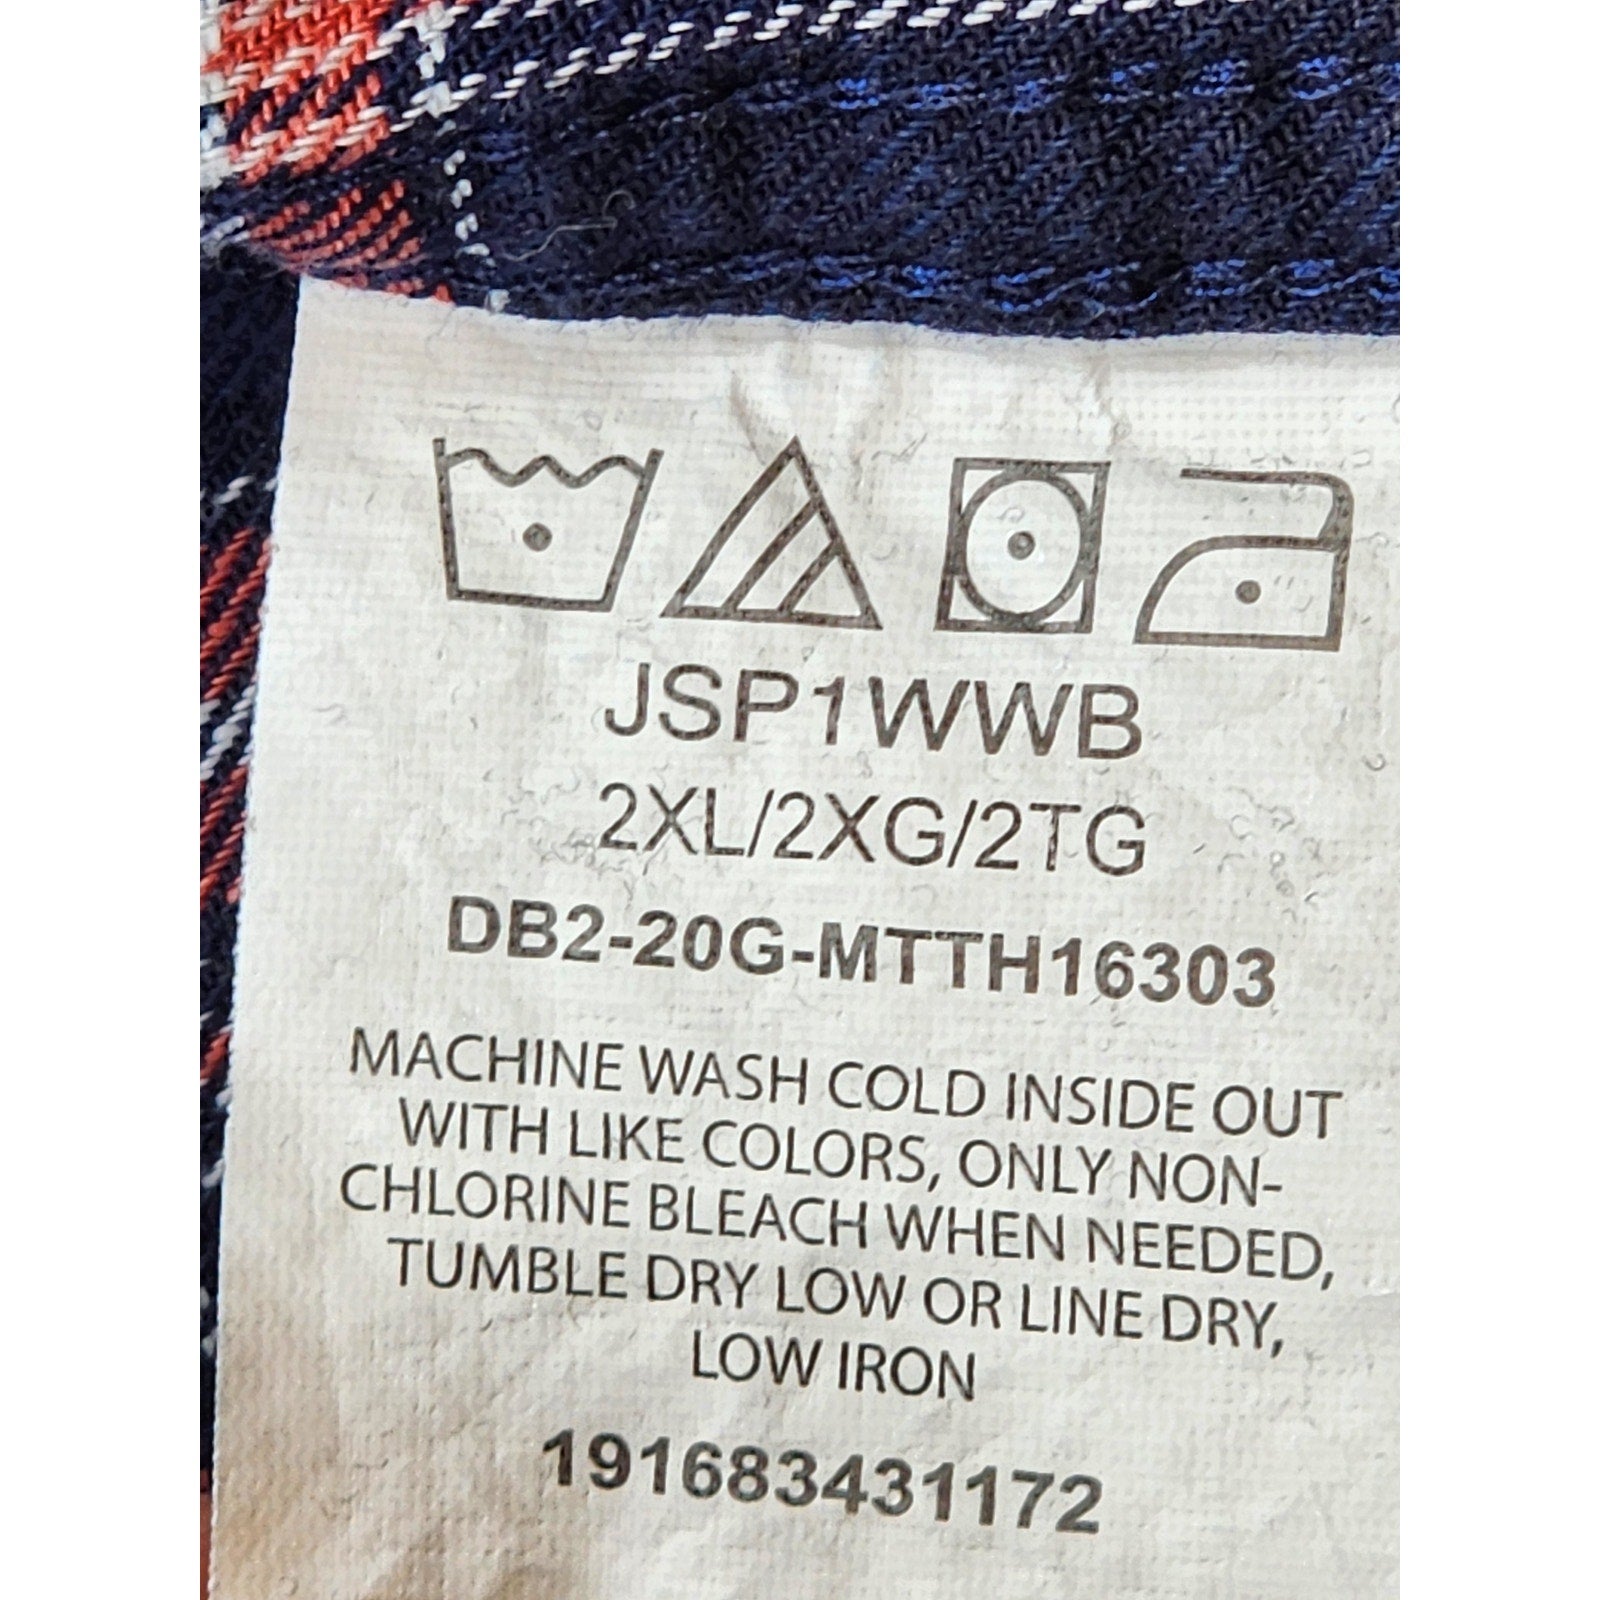 JSP1WWB
2XL/2XG/2TG
DB2-20G-MTTH16303
MACHINE WASH COLD INSIDE OUT
WITH LIKE COLORS, ONLY NON-
CHLORINE BLEACH WHEN NEEDED,
TUMBLE DRY LOW OR LINE DRY,
LOW IRON
191683431172